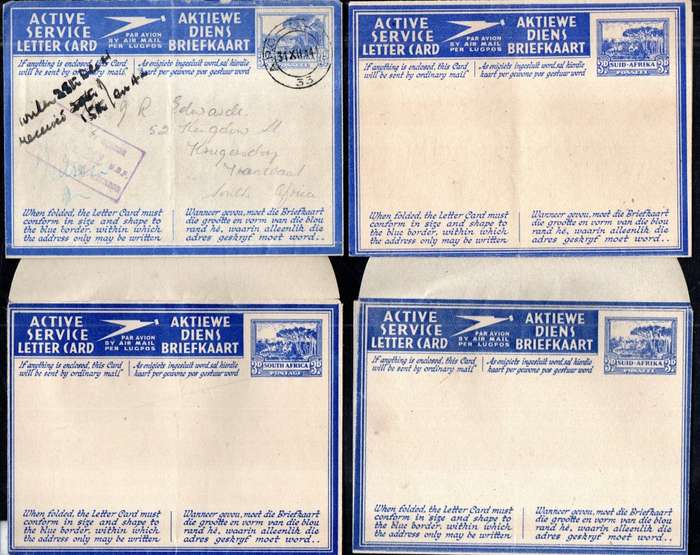 ACTIVE SERVICE LETTER CARD
PAR AVION
BY AIR MAIL
PER LUGPOS
AKTIEWE DIENS BRIEFKAART
If anything is enclosed, this Card
will be sent by ordinary mail
As enigiets ingesluit word, sal hierdie
kaart per gewone pos gestuur word
33
received
J R Edwards
52
South Africa
When folded, the Letter Card must
conform in size and shape to
the blue border, within which
the address only may be written
Wanneer gevou, moet die Briefkaart
die grootte en vorm van die blou
rand hê, waarin alleenlik die
adres geskryf moet word..
ACTIVE SERVICE LETTER CARD
PAR AVION
BY AIR MAIL
PER LUGPOS
AKTIEWE DIENS BRIEFKAART
3D SUID-AFRIKA 3D
POSSEËL
If anything is enclosed, this Card
will be sent by ordinary mail
As enigiets ingesluit word, sal hierdie
kaart per gewone pos gestuur word
When folded, the Letter Card must
conform in size and shape to
the blue border, within which
the address only may be written
Wanneer gevou, moet die Briefkaart
die grootte en vorm van die blou
rand hê, waarin alleenlik die
adres geskryf moet word..
ACTIVE SERVICE LETTER CARD
PAR AVION
BY AIR MAIL
PER LUGPOS
AKTIEWE DIENS BRIEFKAART
3D SOUTH AFRICA 3D
POSTAGE
If anything is enclosed, this Card
will be sent by ordinary mail
As enigiets ingesluit word, sal hierdie
kaart per gewone pos gestuur word
When folded, the Letter Card must
conform in size and shape to
the blue border, within which
the address only may be written
Wanneer gevou, moet die Briefkaart
die grootte en vorm van die blou
rand hê, waarin alleenlik die
adres geskryf moet word..
ACTIVE SERVICE LETTER CARD
PAR AVION
BY AIR MAIL
PER LUGPOS
AKTIEWE DIENS BRIEFKAART
3D SUID-AFRIKA 3D
POSSEËL
If anything is enclosed, this Card
will be sent by ordinary mail
As enigiets ingesluit word, sal hierdie
kaart per gewone pos gestuur word
When folded, the Letter Card must
conform in size and shape to
the blue border, within which
the address only may be written
Wanneer gevou, moet die Briefkaart
die grootte en vorm van die blou
rand hê, waarin alleenlik die
adres geskryf moet word..